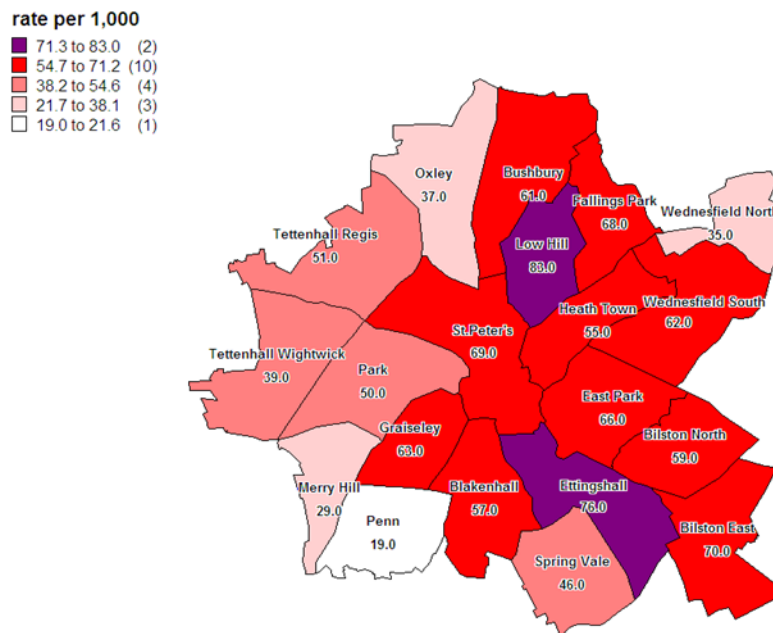 rate per 1,000
71.3 to 83.0 (2)
54.7 to 71.2 (10)
38.2 to 54.6 (4)
21.7 to 38.1 (3)
19.0 to 21.6 (1)
Oxley
37.0
Bushbury
61.0
Fallings Park
68.0
Wednesfield North
35.0
Tettenhall Regis
51.0
Low Hill
83.0
Heath Town
55.0
Wednesfield South
62.0
St.Peter's
69.0
Tettenhall Wightwick
39.0
Park
50.0
East Park
66.0
Graiseley
63.0
Bilston North
59.0
Merry Hill
29.0
Blakenhall
57.0
Ettingshall
76.0
Penn
19.0
Bilston East
70.0
Spring Vale
46.0